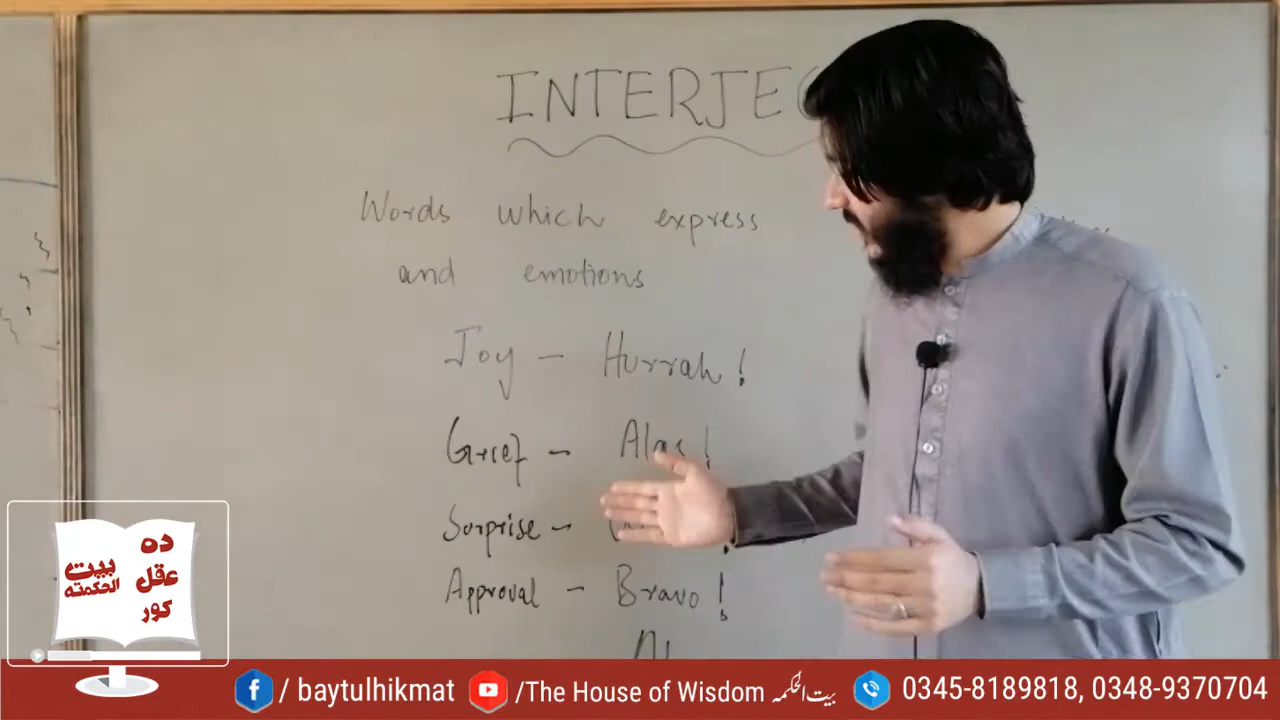 INTERJEC
Words which express
and emotions
Joy – Hurrah!
Grief – Alas!
Surprise –
Approval – Bravo!
ده
عقل
کور
بیت
الحکمته
/ baytulhikmat
/The House of Wisdom بیت الحکمہ
0345-8189818, 0348-9370704